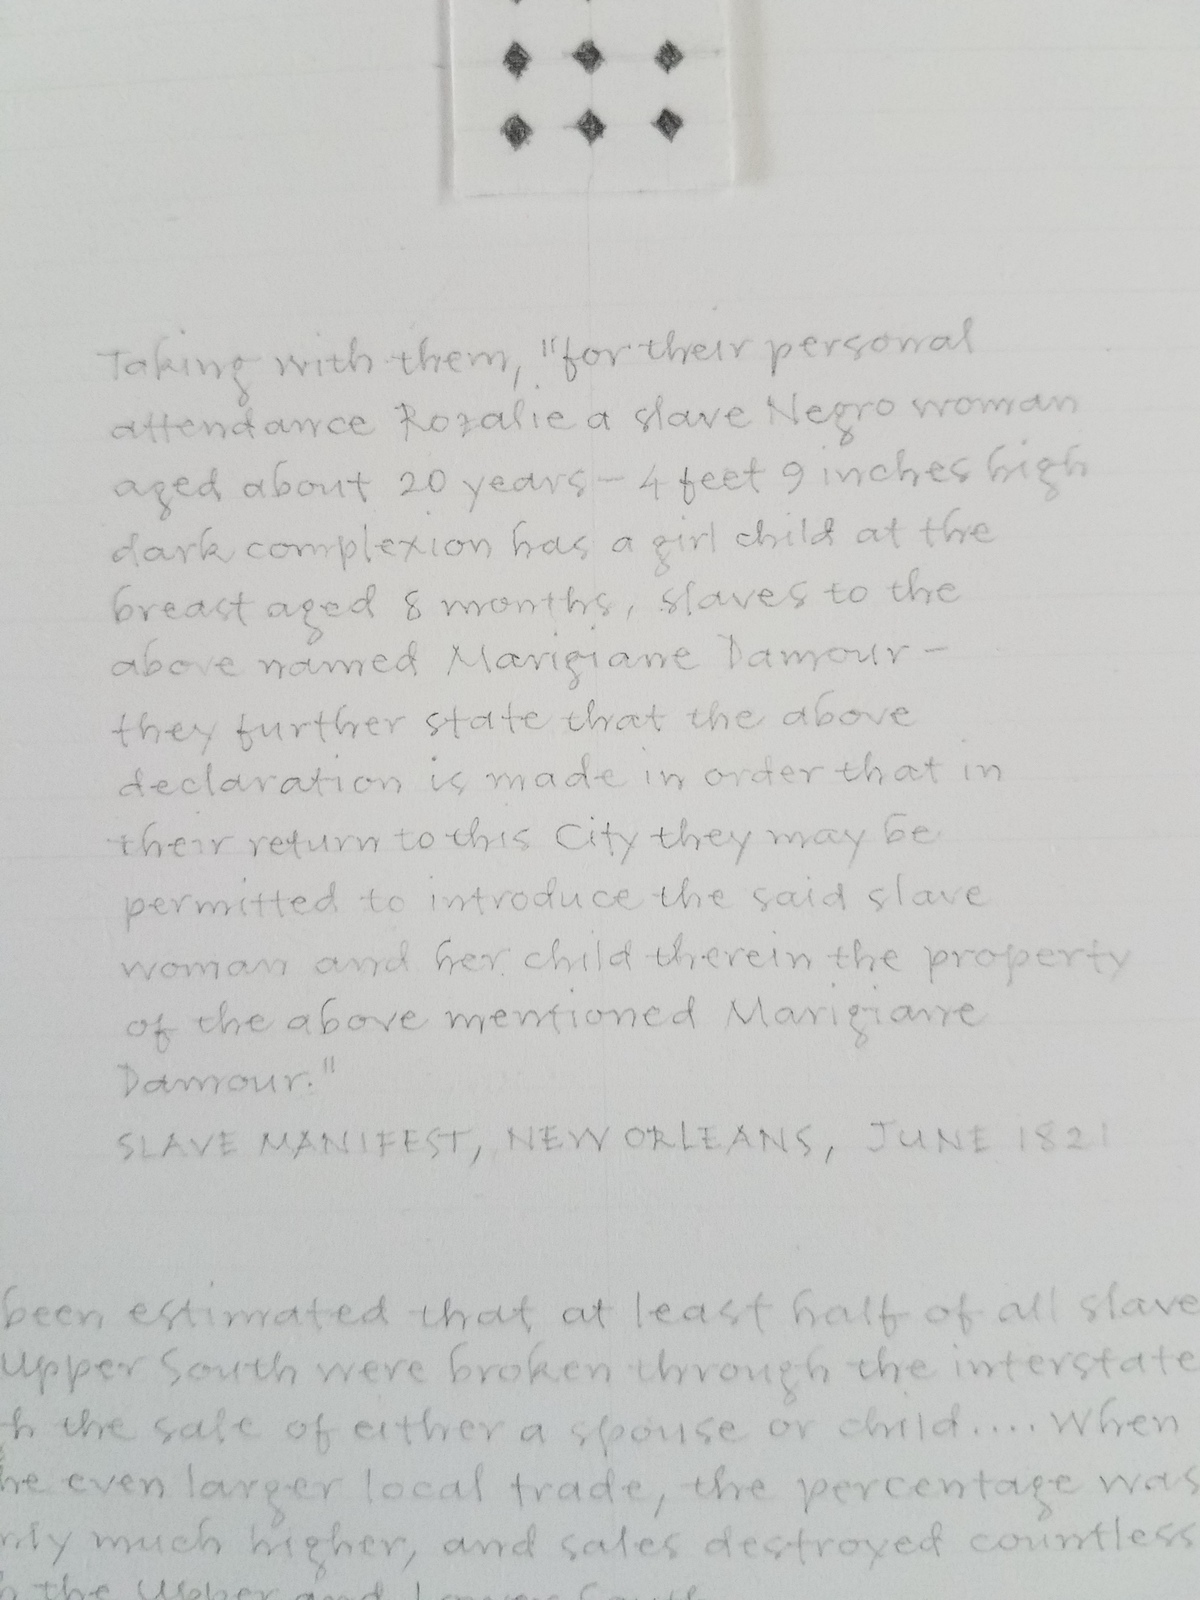 Taking with them, "for their personal
attendance Rozalie a slave Negro woman
aged about 20 years - 4 feet 9 inches high
dark complexion has a girl child at the
breast aged 8 months, slaves to the
above named Marigiane Damour -
they further state that the above
declaration is made in order that in
their return to this City they may be
permitted to introduce the said slave
woman and her child therein the property
of the above mentioned Marigiane
Damour."
SLAVE MANIFEST, NEW ORLEANS, JUNE 1821
been estimated that at least half of all slave
Upper South were broken through the interstate
h the sale of either a spouse or child.... When
he even larger local trade, the percentage was
nly much higher, and sales destroyed countless
h the Upper and Lower South